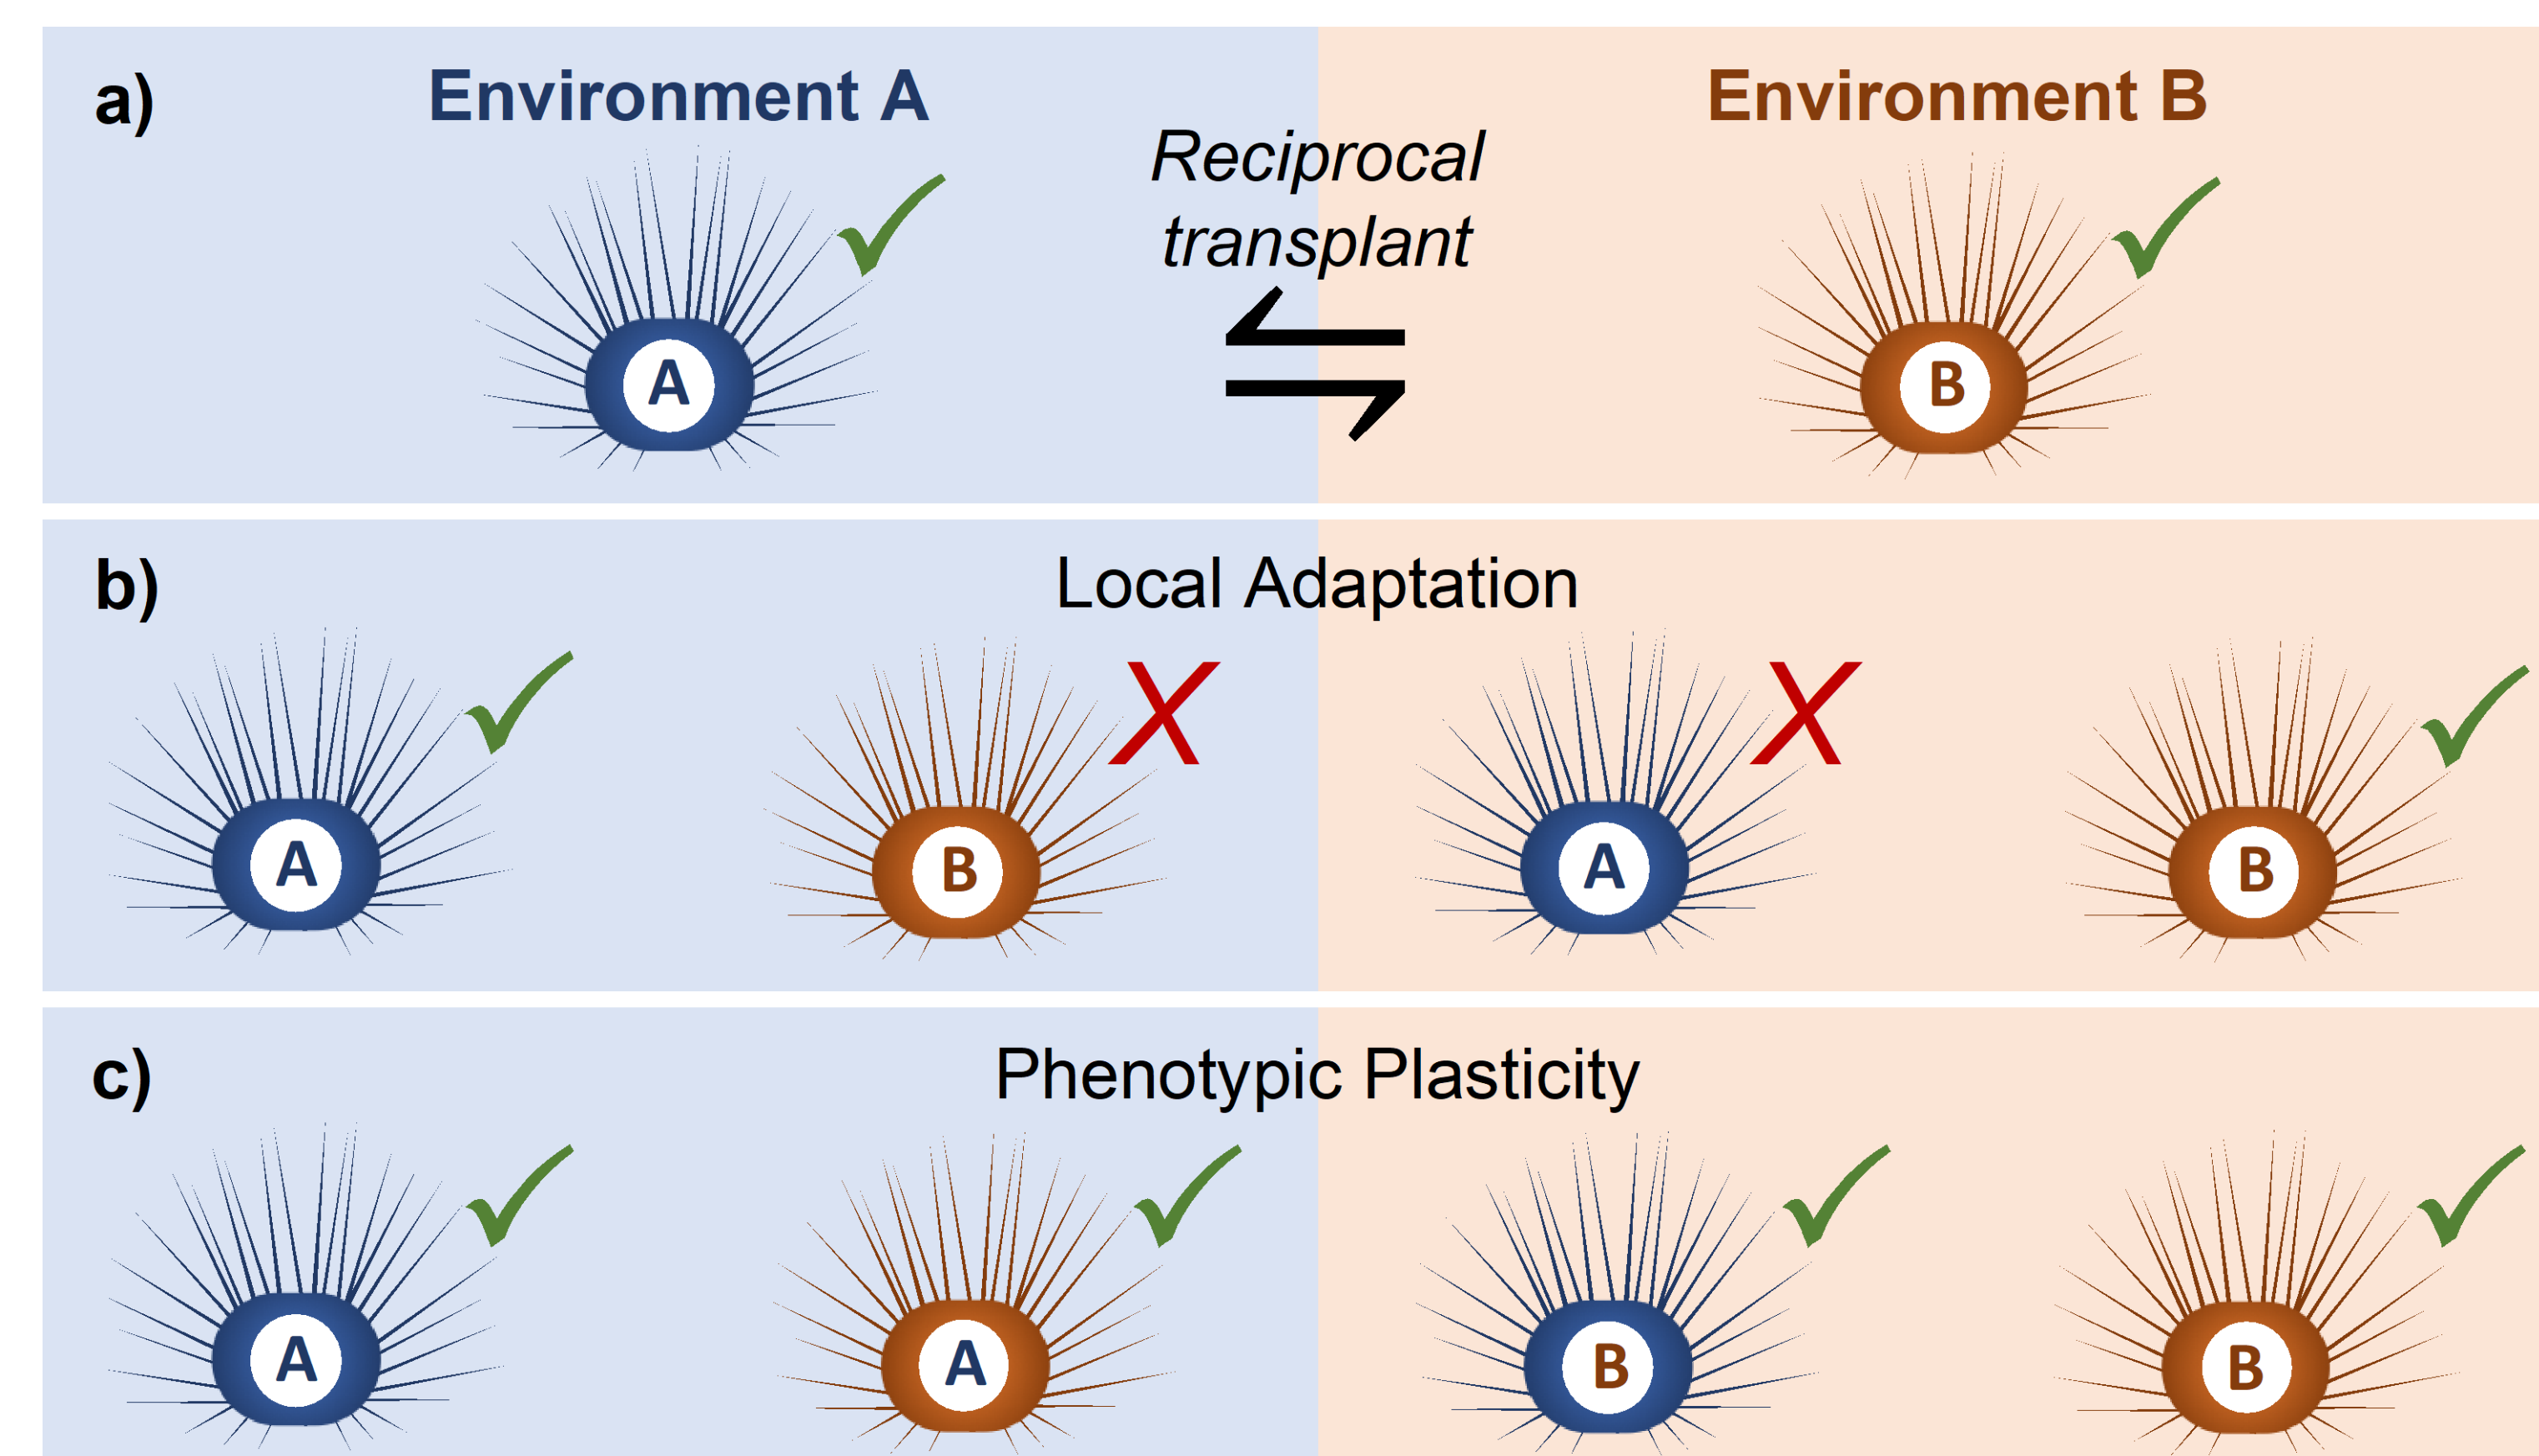 a)
Environment A
Environment B
Reciprocal
transplant
A
B
b)
Local Adaptation
X
X
A
B
A
B
c)
Phenotypic Plasticity
A
A
B
B